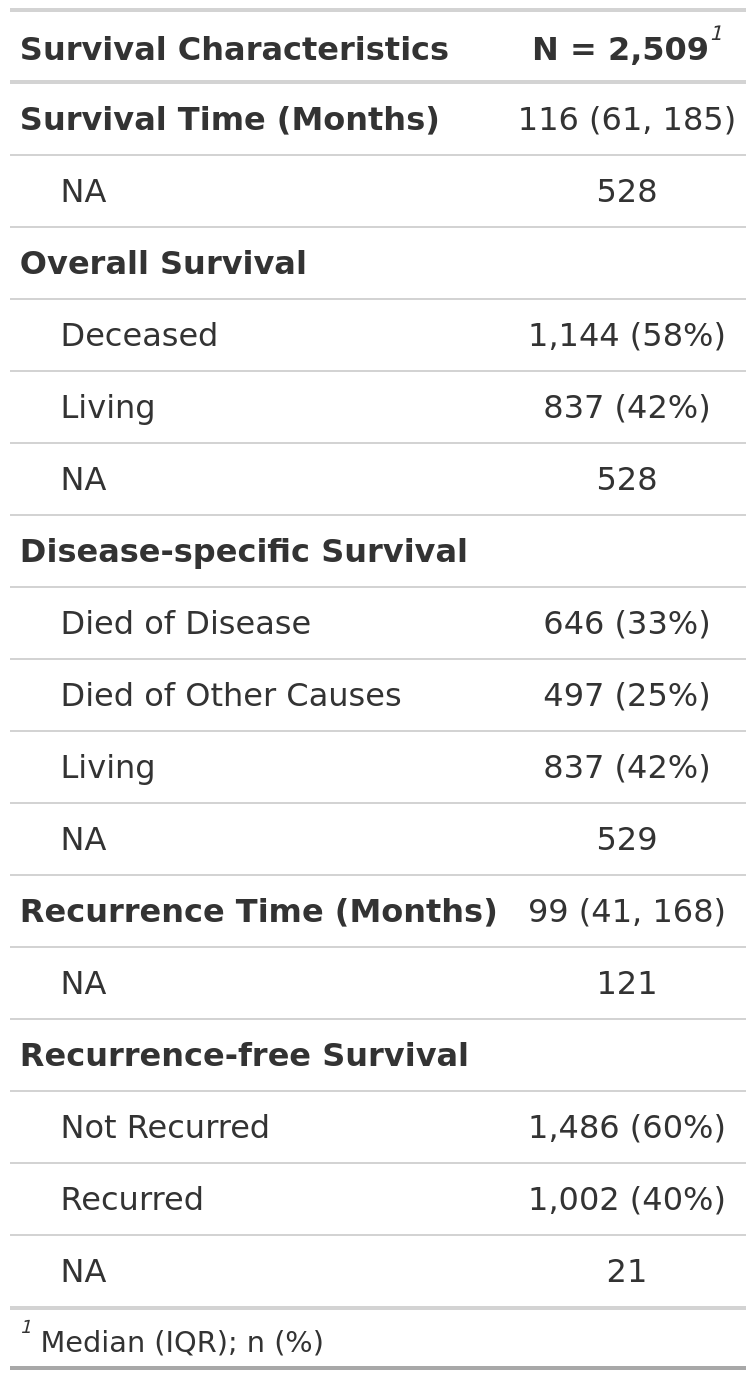 Survival Characteristics N = 2,509¹
Survival Time (Months) 116 (61, 185)
NA 528
Overall Survival
Deceased 1,144 (58%)
Living 837 (42%)
NA 528
Disease-specific Survival
Died of Disease 646 (33%)
Died of Other Causes 497 (25%)
Living 837 (42%)
NA 529
Recurrence Time (Months) 99 (41, 168)
NA 121
Recurrence-free Survival
Not Recurred 1,486 (60%)
Recurred 1,002 (40%)
NA 21
¹ Median (IQR); n (%)